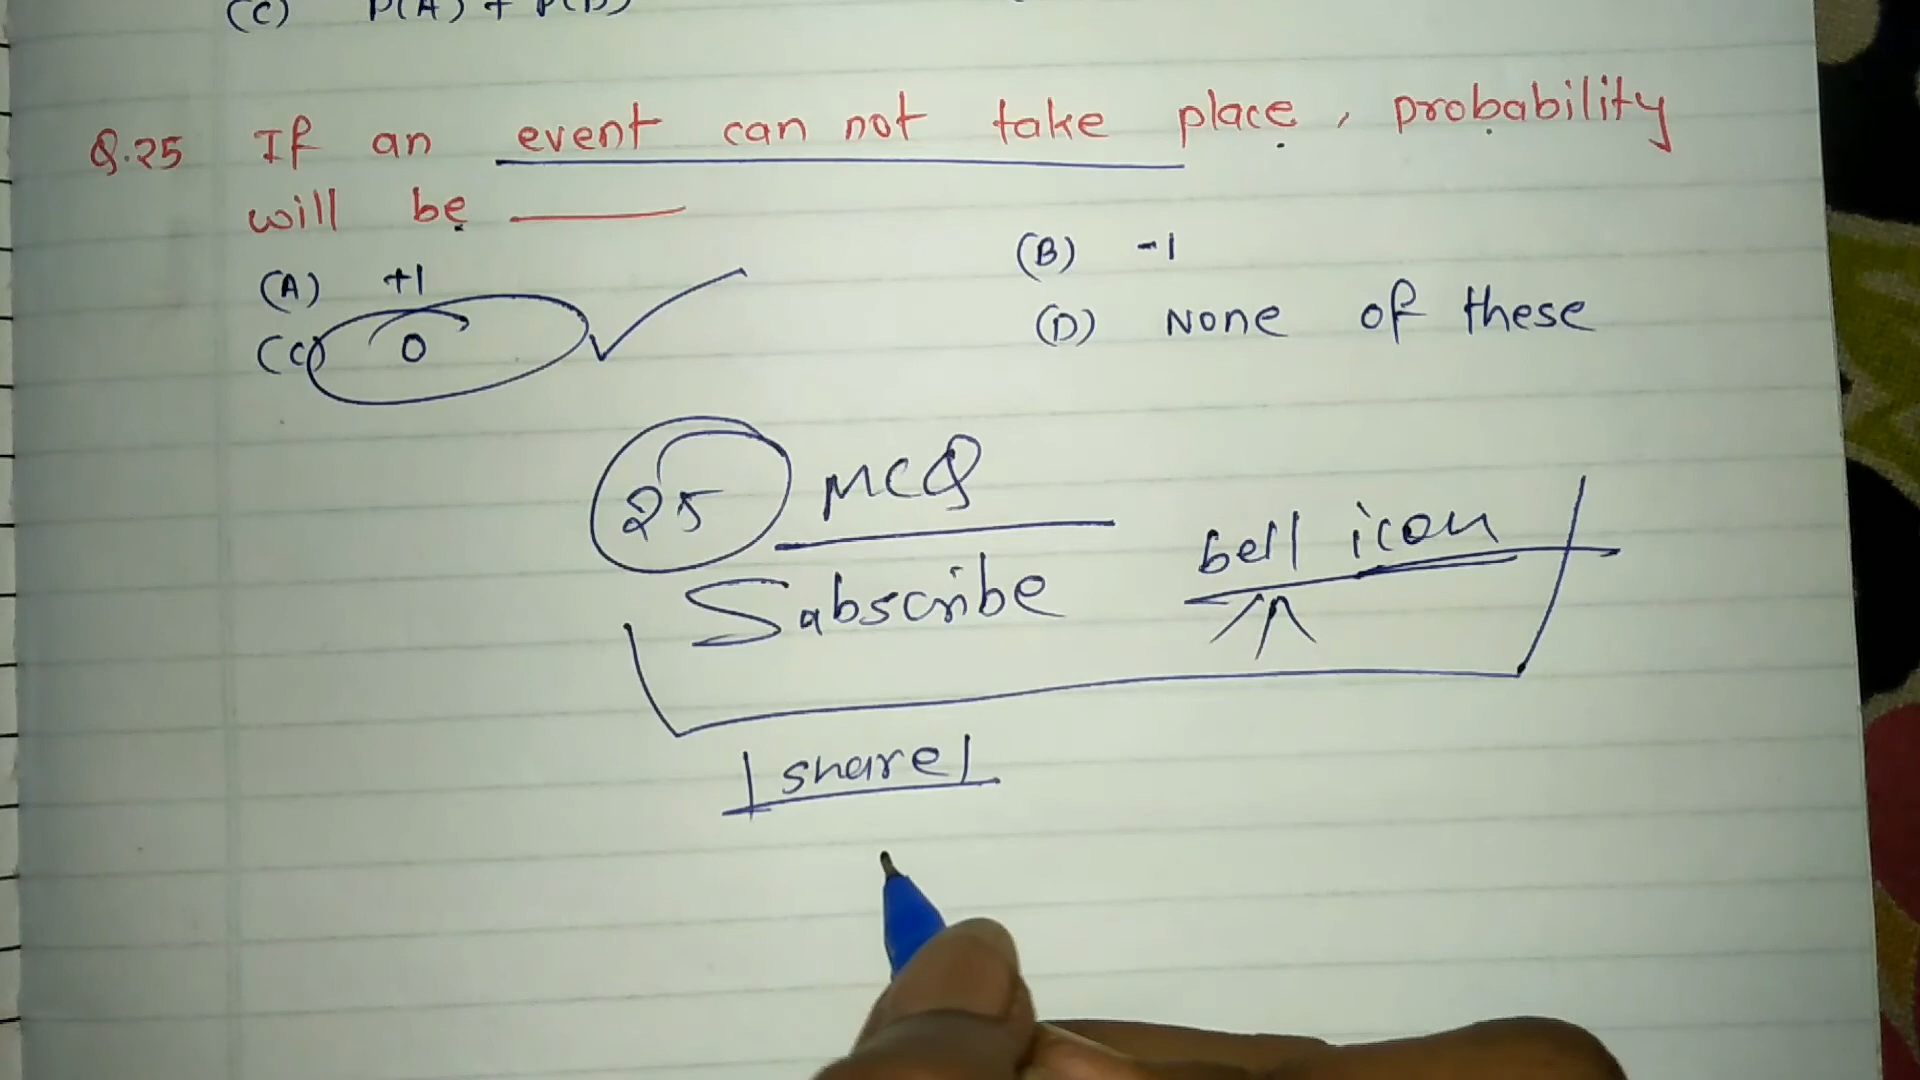 (C) P(A) + P(B)
Q.25 If an event can not take place, probability
will be ______
(A) +1 (B) -1
(C) 0 (D) None of these
25 MCQ
Subscribe bell icon
share